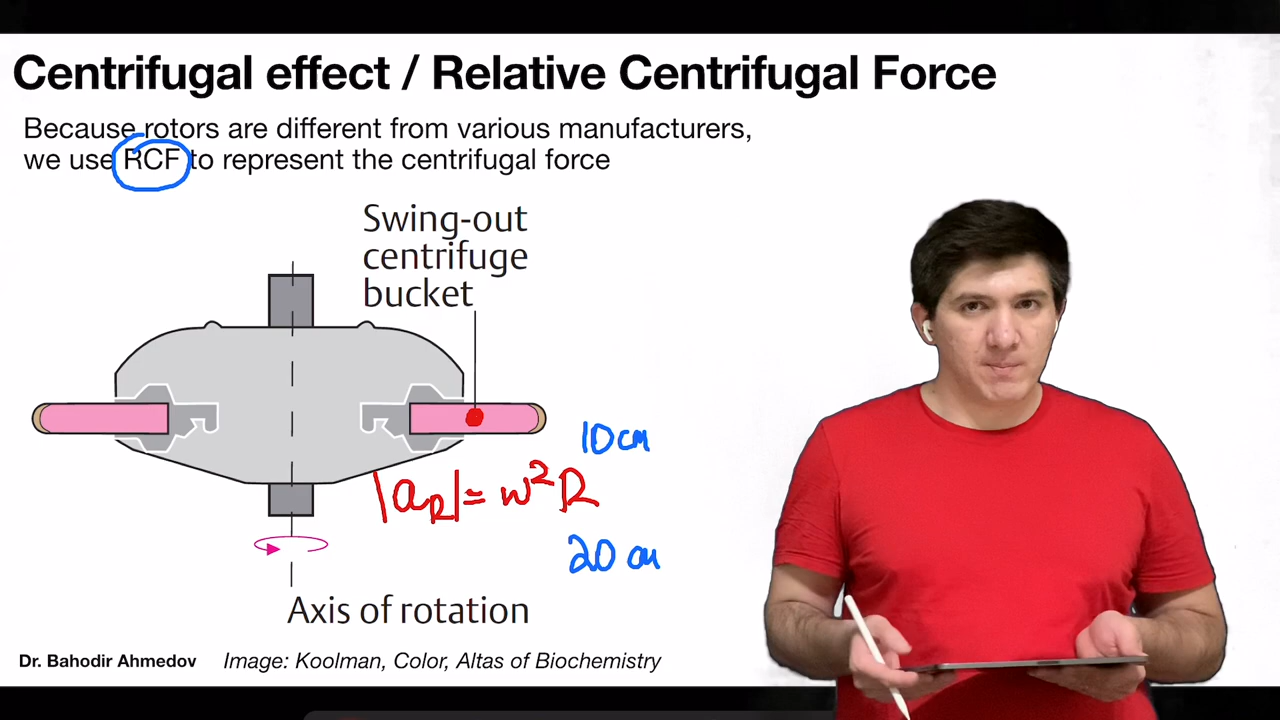 Centrifugal effect / Relative Centrifugal Force
Because rotors are different from various manufacturers,
we use RCF to represent the centrifugal force
Swing-out
centrifuge
bucket
10 cm
|aR| = w²R
20 cm
Axis of rotation
Dr. Bahodir Ahmedov
Image: Koolman, Color, Altas of Biochemistry